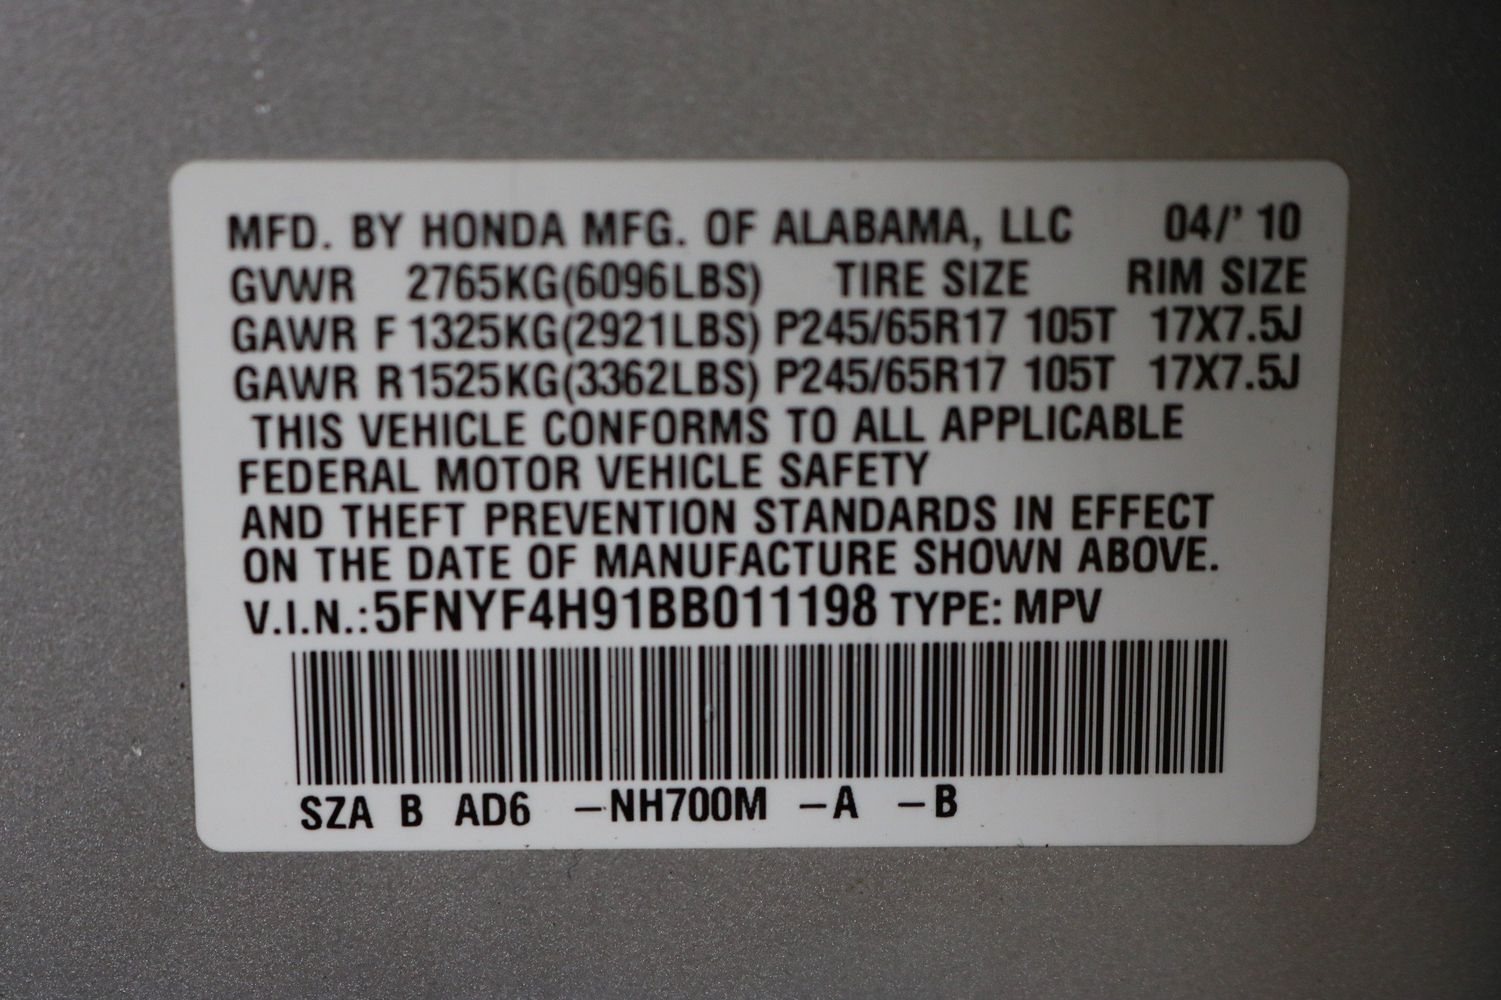 MFD. BY HONDA MFG. OF ALABAMA, LLC 04/' 10
GVWR 2765KG(6096LBS) TIRE SIZE RIM SIZE
GAWR F 1325KG(2921LBS) P245/65R17 105T 17X7.5J
GAWR R 1525KG(3362LBS) P245/65R17 105T 17X7.5J
THIS VEHICLE CONFORMS TO ALL APPLICABLE
FEDERAL MOTOR VEHICLE SAFETY
AND THEFT PREVENTION STANDARDS IN EFFECT
ON THE DATE OF MANUFACTURE SHOWN ABOVE.
V.I.N.:5FNYF4H91BB011198 TYPE: MPV
SZA B AD6 –NH700M –A –B